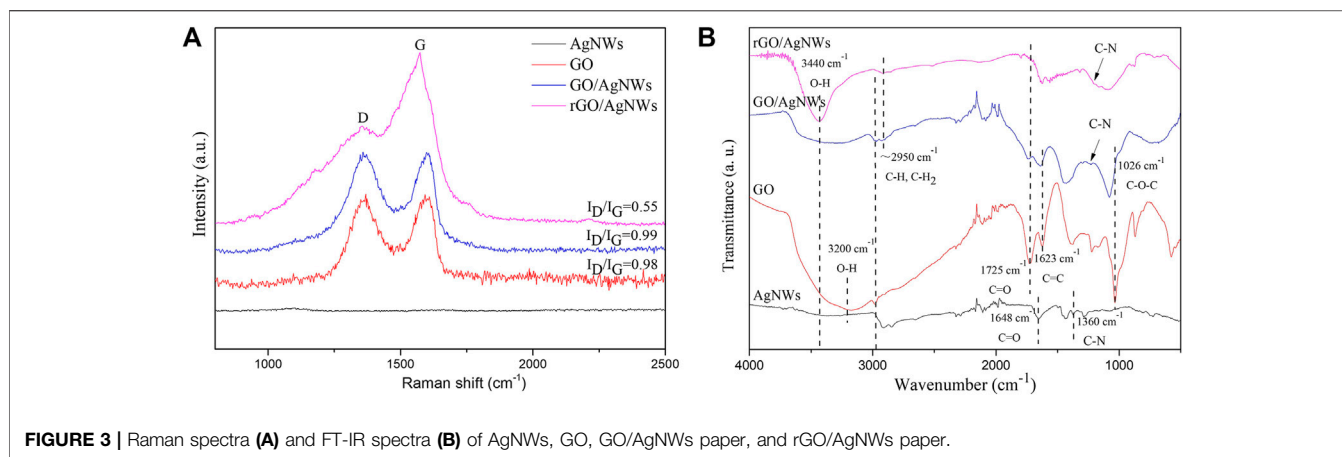 A
G
D
AgNWs
GO
GO/AgNWs
rGO/AgNWs
I_D/I_G=0.55
I_D/I_G=0.99
I_D/I_G=0.98
Intensity (a.u.)
1000 1500 2000 2500
Raman shift (cm⁻¹)
B
rGO/AgNWs
3440 cm⁻¹
O-H
C-N
GO/AgNWs
~2950 cm⁻¹
C-H, C-H₂
C-N
1026 cm⁻¹
C-O-C
GO
3200 cm⁻¹
O-H
1725 cm⁻¹
C=O
1623 cm⁻¹
C=C
AgNWs
1648 cm⁻¹
C=O
1360 cm⁻¹
C-N
Transmittance (a. u.)
4000 3000 2000 1000
Wavenumber (cm⁻¹)
FIGURE 3 | Raman spectra (A) and FT-IR spectra (B) of AgNWs, GO, GO/AgNWs paper, and rGO/AgNWs paper.